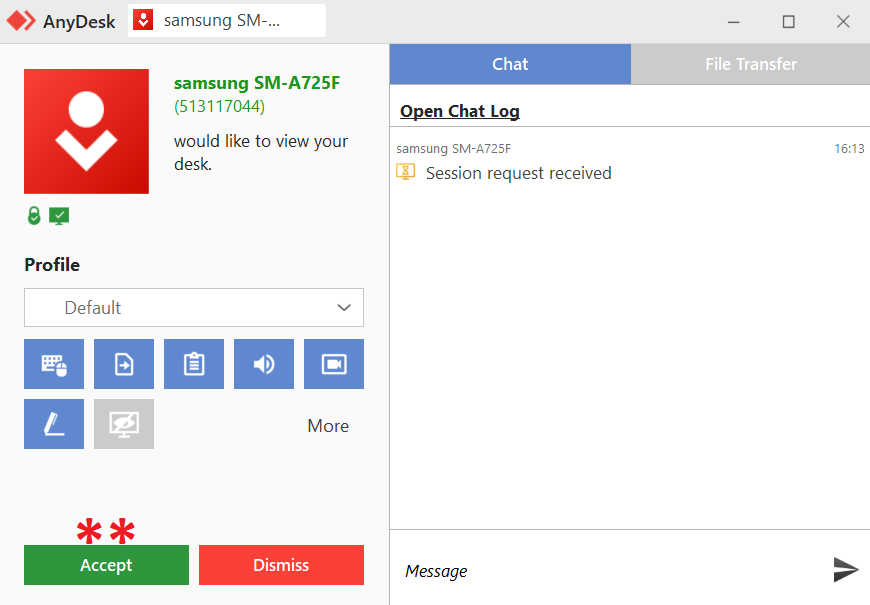 AnyDesk
samsung SM-...
samsung SM-A725F
(513117044)
would like to view your
desk.
Profile
Default
More
**
Accept
Dismiss
Chat
File Transfer
Open Chat Log
samsung SM-A725F
16:13
Session request received
Message